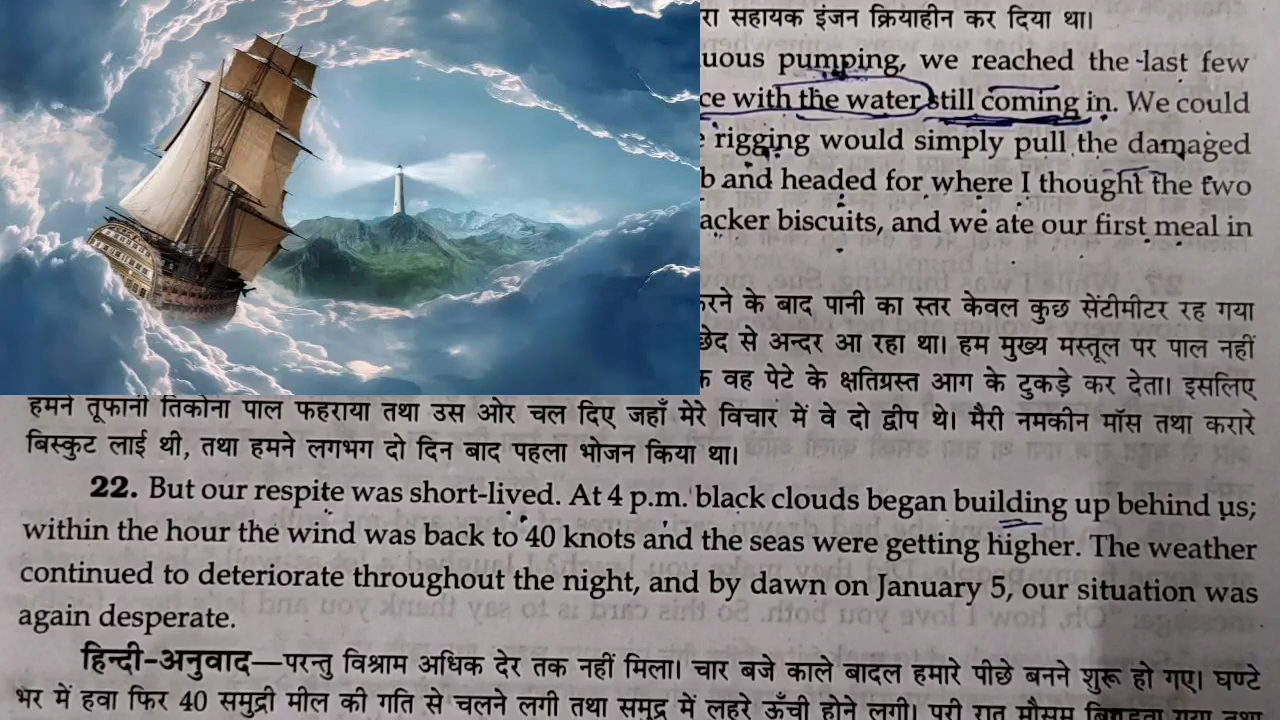 रा सहायक इंजन क्रियाहीन कर दिया था।
uous pumping, we reached the last few
ce with the water still coming in. We could
rigging would simply pull the damaged
b and headed for where I thought the two
acker biscuits, and we ate our first meal in
रने के बाद पानी का स्तर केवल कुछ सेंटीमीटर रह गया
छेद से अन्दर आ रहा था। हम मुख्य मस्तूल पर पाल नहीं
वह पेटे के क्षतिग्रस्त आग के टुकड़े कर देता। इसलिए
हमने तूफानी तिकोना पाल फहराया तथा उस ओर चल दिए जहाँ मेरे विचार में वे दो द्वीप थे। मैरी नमकीन माँस तथा करारे
बिस्कुट लाई थी, तथा हमने लगभग दो दिन बाद पहला भोजन किया था।
22. But our respite was short-lived. At 4 p.m. black clouds began building up behind us;
within the hour the wind was back to 40 knots and the seas were getting higher. The weather
continued to deteriorate throughout the night, and by dawn on January 5, our situation was
again desperate.
हिन्दी-अनुवाद—परन्तु विश्राम अधिक देर तक नहीं मिला। चार बजे काले बादल हमारे पीछे बनने शुरू हो गए। घण्टे
भर में हवा फिर 40 समुद्री मील की गति से चलने लगी तथा समुद्र में लहरे ऊँची होने लगी। पूरी रात मौसम